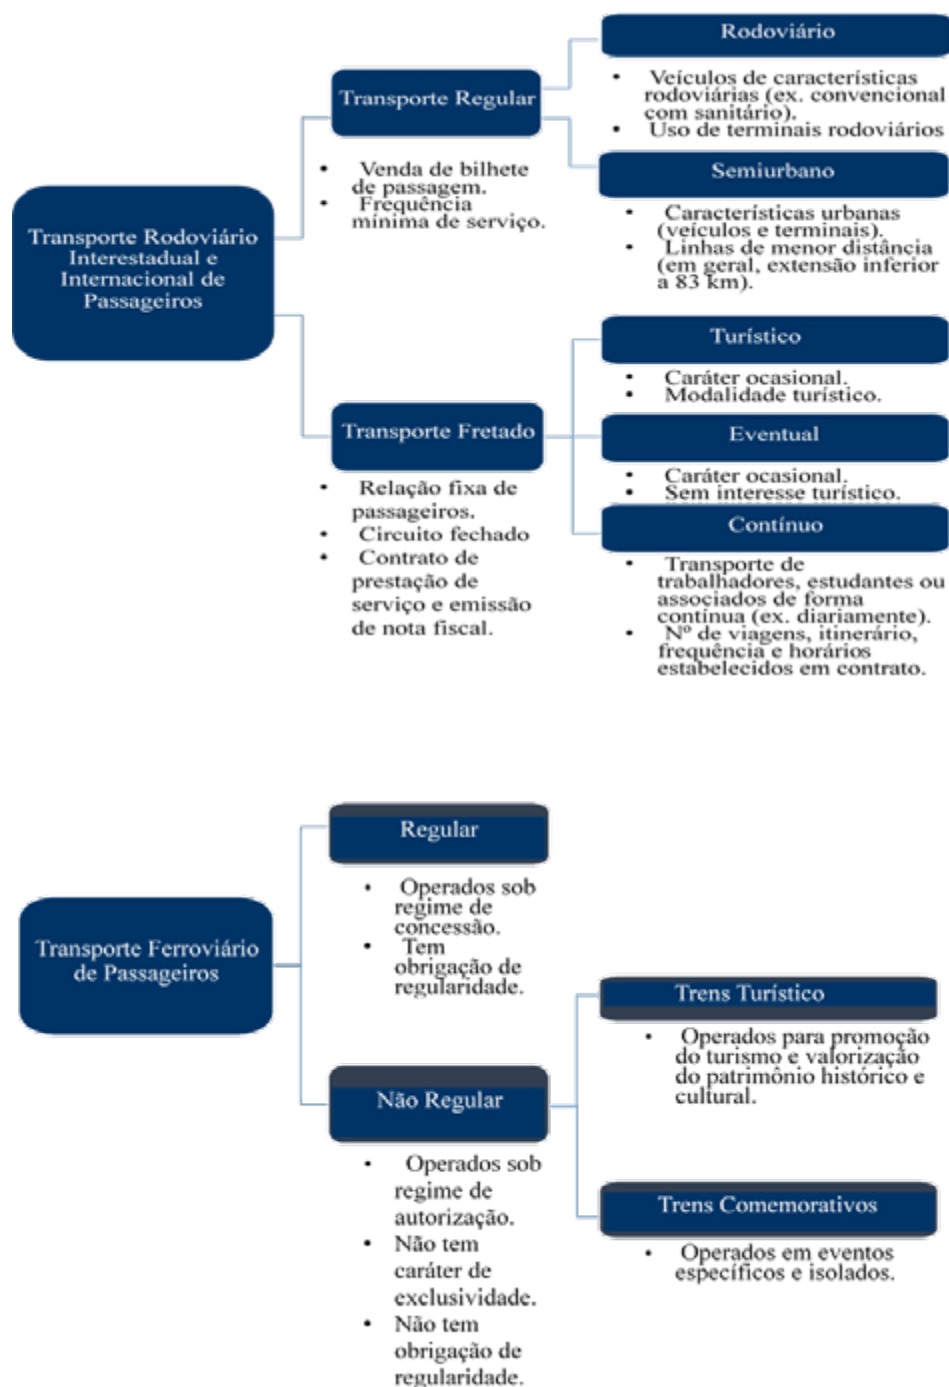 Transporte Rodoviário
Interestadual e
Internacional de
Passageiros
Transporte Regular
• Venda de bilhete
de passagem.
• Frequência
mínima de serviço.
Rodoviário
• Veículos de características
rodoviárias (ex. convencional
com sanitário).
• Uso de terminais rodoviários
Semiurbano
• Características urbanas
(veículos e terminais).
• Linhas de menor distância
(em geral, extensão inferior
a 83 km).
Transporte Fretado
• Relação fixa de
passageiros.
• Circuito fechado
• Contrato de
prestação de
serviço e emissão
de nota fiscal.
Turístico
• Caráter ocasional.
• Modalidade turístico.
Eventual
• Caráter ocasional.
• Sem interesse turístico.
Contínuo
• Transporte de
trabalhadores, estudantes ou
associados de forma
contínua (ex. diariamente).
• Nº de viagens, itinerário,
frequência e horários
estabelecidos em contrato.
Transporte Ferroviário
de Passageiros
Regular
• Operados sob
regime de
concessão.
• Tem
obrigação de
regularidade.
Não Regular
• Operados sob
regime de
autorização.
• Não tem
caráter de
exclusividade.
• Não tem
obrigação de
regularidade.
Trens Turístico
• Operados para promoção
do turismo e valorização
do patrimônio histórico e
cultural.
Trens Comemorativos
• Operados em eventos
específicos e isolados.